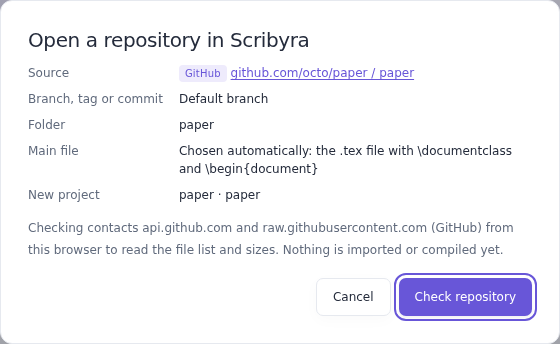 Open a repository in Scribyra
Source GitHub github.com/octo/paper / paper
Branch, tag or commit Default branch
Folder paper
Main file Chosen automatically: the .tex file with \documentclass
and \begin{document}
New project paper · paper
Checking contacts api.github.com and raw.githubusercontent.com (GitHub) from
this browser to read the file list and sizes. Nothing is imported or compiled yet.
Cancel Check repository